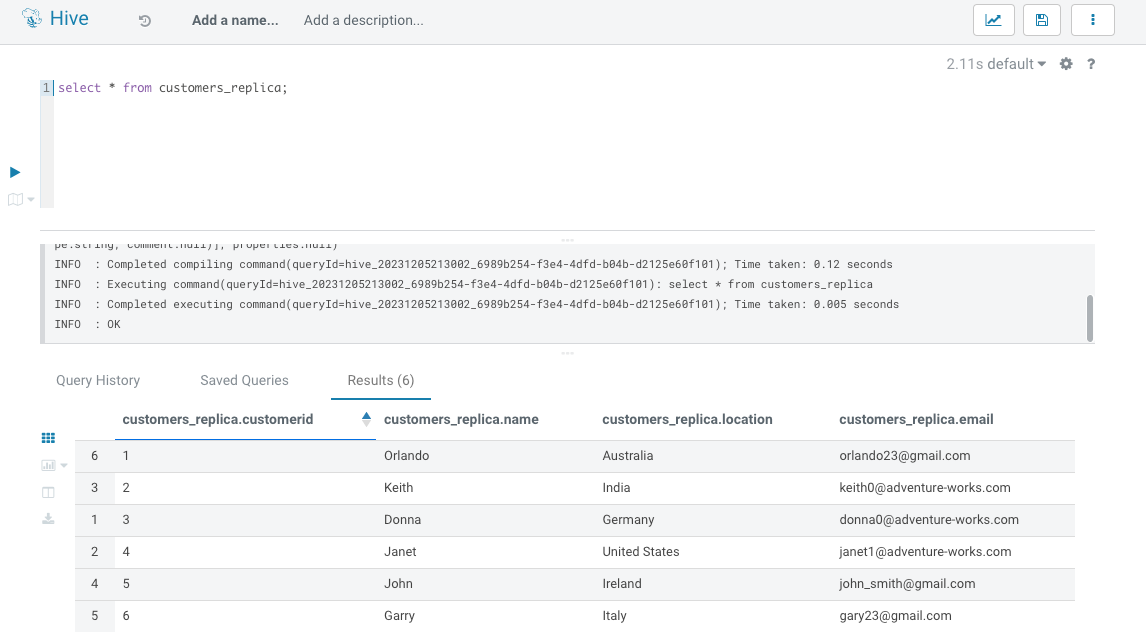 Hive
Add a name...
Add a description...
2.11s default
?
1 select * from customers_replica;
pe:string, comment:null)], properties:null)
INFO  : Completed compiling command(queryId=hive_20231205213002_6989b254-f3e4-4dfd-b04b-d2125e60f101); Time taken: 0.12 seconds
INFO  : Executing command(queryId=hive_20231205213002_6989b254-f3e4-4dfd-b04b-d2125e60f101): select * from customers_replica
INFO  : Completed executing command(queryId=hive_20231205213002_6989b254-f3e4-4dfd-b04b-d2125e60f101); Time taken: 0.005 seconds
INFO  : OK
Query History Saved Queries Results (6)
customers_replica.customerid customers_replica.name customers_replica.location customers_replica.email
6 1 Orlando Australia orlando23@gmail.com
3 2 Keith India keith0@adventure-works.com
1 3 Donna Germany donna0@adventure-works.com
2 4 Janet United States janet1@adventure-works.com
4 5 John Ireland john_smith@gmail.com
5 6 Garry Italy gary23@gmail.com